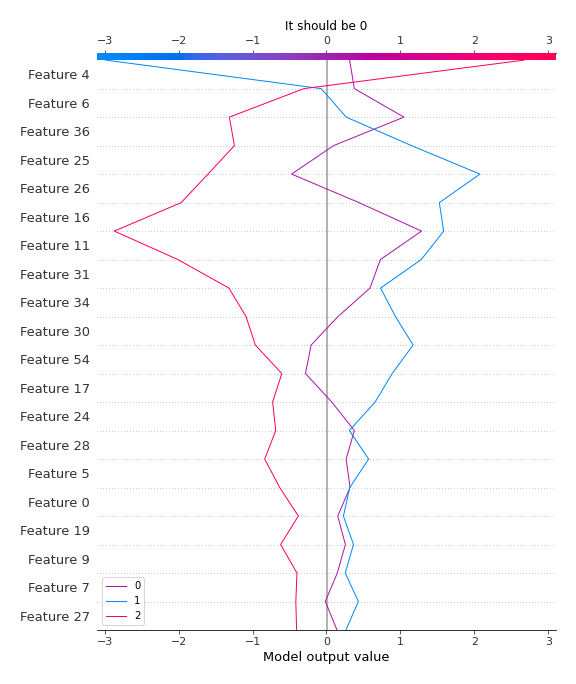 It should be 0
−3 −2 −1 0 1 2 3
Feature 4
Feature 6
Feature 36
Feature 25
Feature 26
Feature 16
Feature 11
Feature 31
Feature 34
Feature 30
Feature 54
Feature 17
Feature 24
Feature 28
Feature 5
Feature 0
Feature 19
Feature 9
Feature 7
Feature 27
0
1
2
−3 −2 −1 0 1 2 3
Model output value